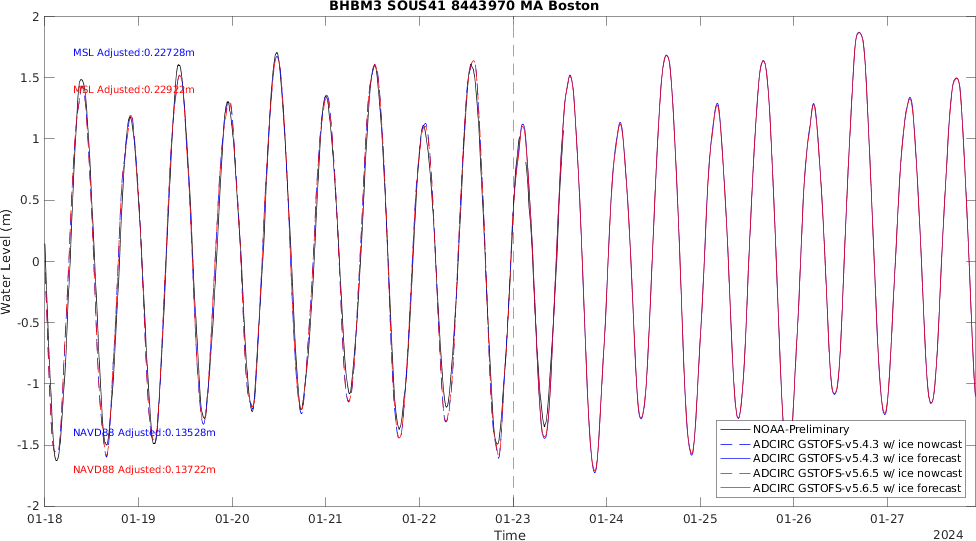 BHBM3 SOUS41 8443970 MA Boston
2
1.5
1
0.5
0
-0.5
-1
-1.5
-2
Water Level (m)
MSL Adjusted:0.22728m
MSL Adjusted:0.22922m
NAVD88 Adjusted:0.13528m
NAVD88 Adjusted:0.13722m
NOAA-Preliminary
ADCIRC GSTOFS-v5.4.3 w/ ice nowcast
ADCIRC GSTOFS-v5.4.3 w/ ice forecast
ADCIRC GSTOFS-v5.6.5 w/ ice nowcast
ADCIRC GSTOFS-v5.6.5 w/ ice forecast
01-18 01-19 01-20 01-21 01-22 01-23 01-24 01-25 01-26 01-27
Time
2024